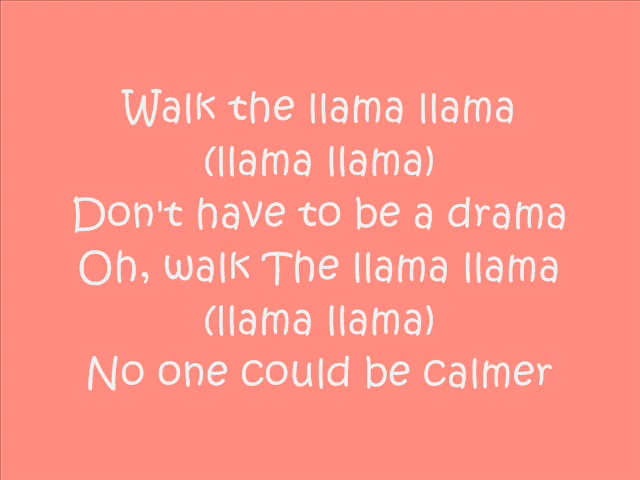 Walk the llama llama
(llama llama)
Don't have to be a drama
Oh, walk The llama llama
(llama llama)
No one could be calmer